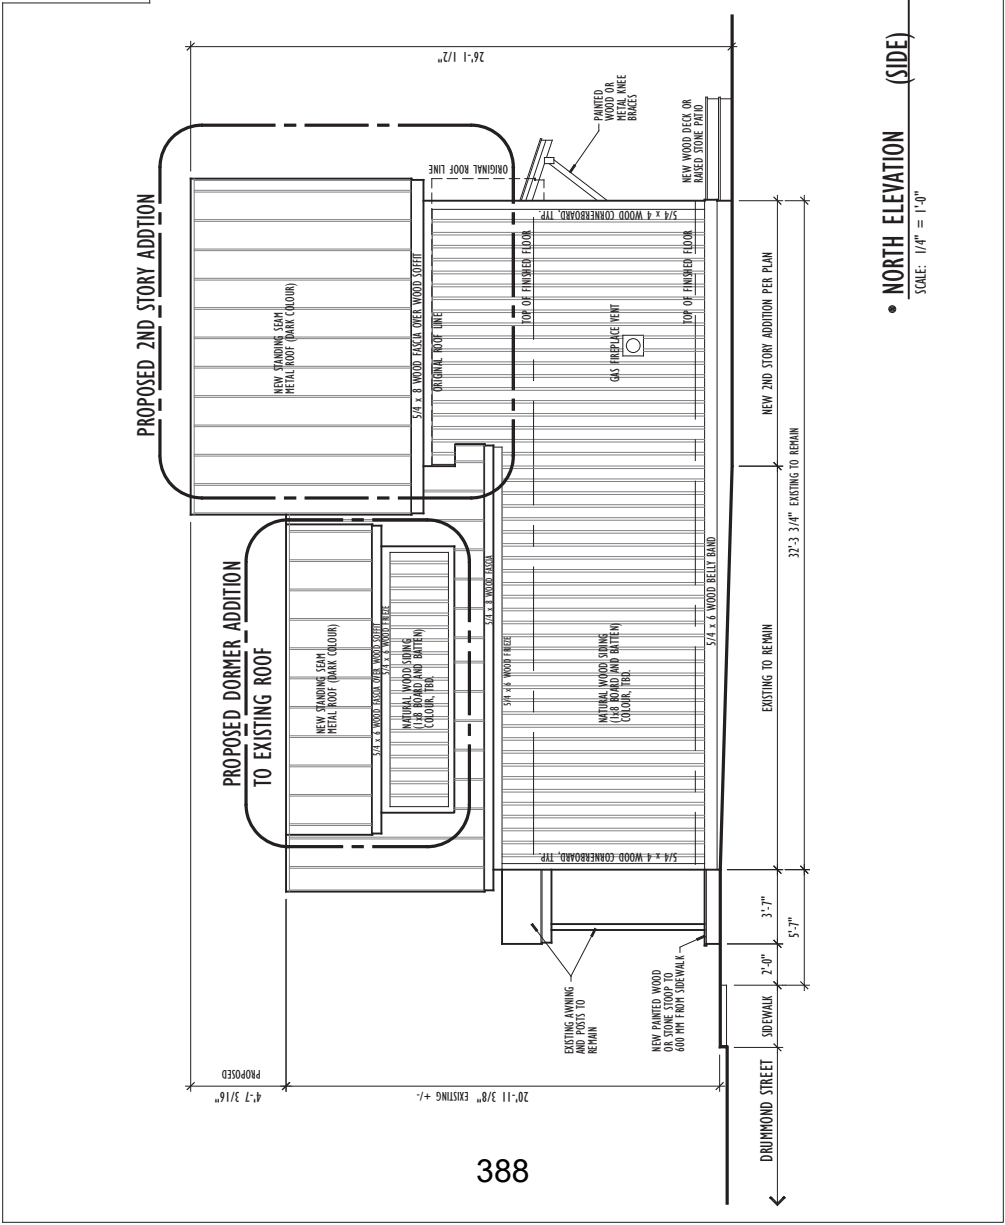 PROPOSED 2ND STORY ADDTION
PROPOSED DORMER ADDITION
TO EXISTING ROOF
26'-1 1/2"
4'-7 3/16"
PROPOSED
20'-11 3/8" EXISTING +/-
NEW STANDING SEAM
METAL ROOF (DARK COLOUR)
5/4 x 8 WOOD FASCIA OVER WOOD SOFFIT
ORIGINAL ROOF LINE
ORIGINAL ROOF LINE
NEW STANDING SEAM
METAL ROOF (DARK COLOUR)
5/4 x 6 WOOD FASCIA OVER WOOD SOFFIT
5/4 x 6 WOOD FRIEZE
NATURAL WOOD SIDING
(1x8 BOARD AND BATTEN)
COLOUR, TBD.
5/4 x 8 WOOD FASCIA
5/4 x 6 WOOD FRIEZE
NATURAL WOOD SIDING
(1x8 BOARD AND BATTEN)
COLOUR, TBD.
TOP OF FINISHED FLOOR
GAS FIREPLACE VENT
TOP OF FINISHED FLOOR
5/4 x 4 WOOD CORNERBOARD, TYP.
5/4 x 4 WOOD CORNERBOARD, TYP.
5/4 x 6 WOOD BELLY BAND
PAINTED
WOOD OR
METAL KNEE
BRACES
NEW WOOD DECK OR
RAISED STONE PATIO
EXISTING AWNING
AND POSTS TO
REMAIN
NEW PAINTED WOOD
OR STONE STOOP TO
600 MM FROM SIDEWALK
DRUMMOND STREET
SIDEWALK
2'-0"
3'-7"
5'-7"
EXISTING TO REMAIN
NEW 2ND STORY ADDITION PER PLAN
32'-3 3/4" EXISTING TO REMAIN
• NORTH ELEVATION (SIDE)
SCALE: 1/4" = 1'-0"
388